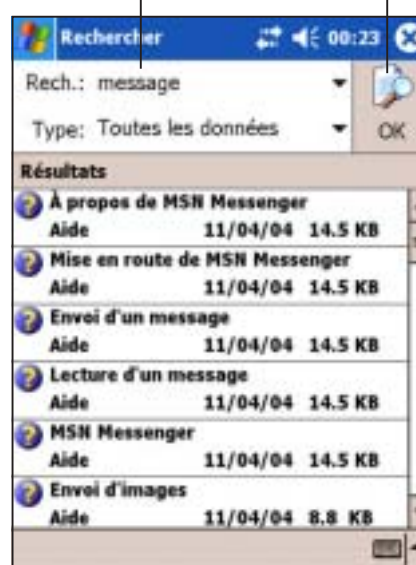 Rechercher 00:23
Rech.: message
Type: Toutes les données OK
Résultats
À propos de MSN Messenger
Aide 11/04/04 14.5 KB
Mise en route de MSN Messenger
Aide 11/04/04 14.5 KB
Envoi d'un message
Aide 11/04/04 14.5 KB
Lecture d'un message
Aide 11/04/04 14.5 KB
MSN Messenger
Aide 11/04/04 14.5 KB
Envoi d'images
Aide 11/04/04 8.8 KB